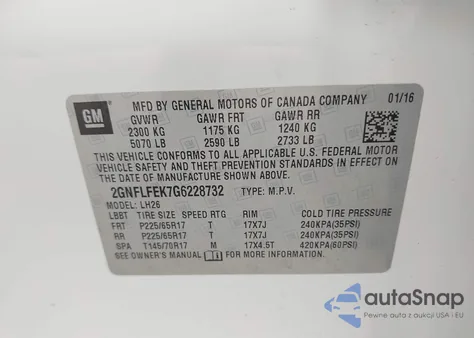 GM
MFD BY GENERAL MOTORS OF CANADA COMPANY 01/16
GVWR GAWR FRT GAWR RR
2300 KG 1175 KG 1240 KG
5070 LB 2590 LB 2733 LB
THIS VEHICLE CONFORMS TO ALL APPLICABLE U.S. FEDERAL MOTOR
VEHICLE SAFETY, BUMPER, AND THEFT PREVENTION STANDARDS IN EFFECT ON THE
DATE OF MANUFACTURE SHOWN ABOVE.
2GNFLFEK7G6228732 TYPE: M.P.V.
MODEL: LH26
LBBT TIRE SIZE SPEED RTG RIM COLD TIRE PRESSURE
FRT P225/65R17 T 17X7J 240KPA(35PSI)
RR P225/65R17 T 17X7J 240KPA(35PSI)
SPA T145/70R17 M 17X4.5T 420KPA(60PSI)
SEE OWNER'S MANUAL FOR ADDITIONAL INFORMATION
autaSnap
Pewne auta z aukcji USA i EU